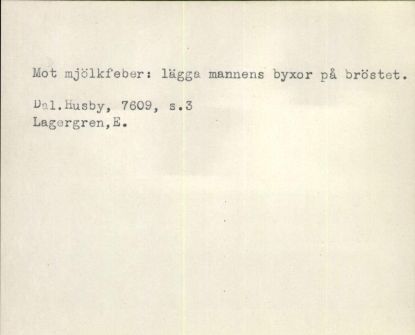 Mot mjölkfeber: lägga mannens byxor på bröstet.
Dal.Husby, 7609, s.3
Lagergren,E.